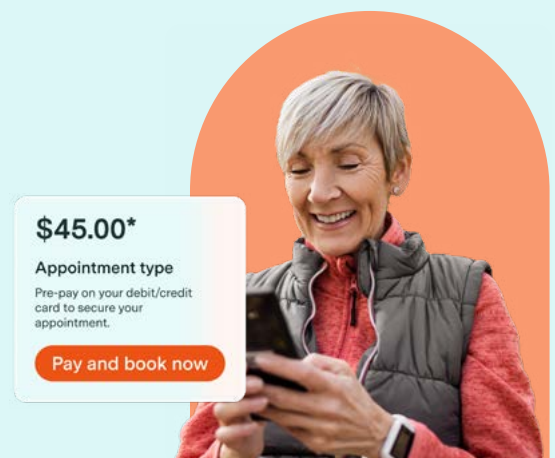 $45.00*
Appointment type
Pre-pay on your debit/credit
card to secure your
appointment.
Pay and book now